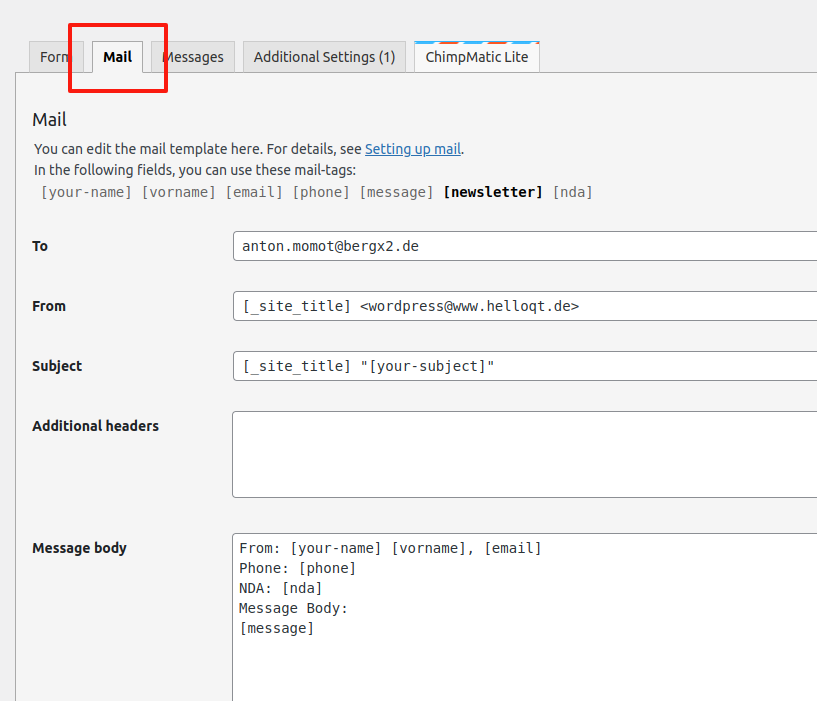 Form Mail Messages Additional Settings (1) ChimpMatic Lite
Mail
You can edit the mail template here. For details, see Setting up mail.
In the following fields, you can use these mail-tags:
[your-name] [vorname] [email] [phone] [message] [newsletter] [nda]
To anton.momot@bergx2.de
From [_site_title] <wordpress@www.helloqt.de>
Subject [_site_title] "[your-subject]"
Additional headers
Message body
From: [your-name] [vorname], [email]
Phone: [phone]
NDA: [nda]
Message Body:
[message]